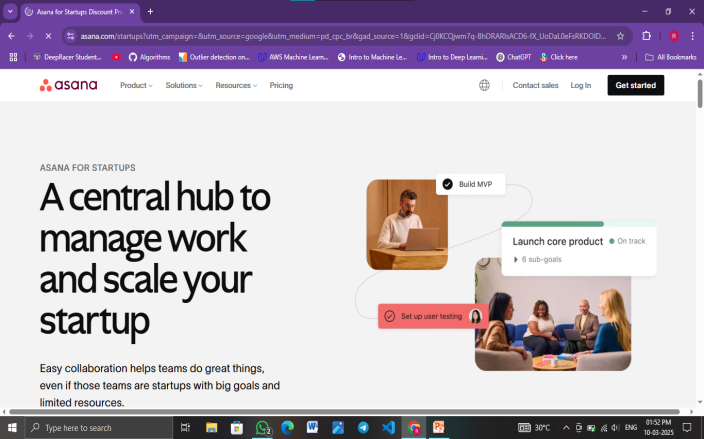 Asana for Startups Discount Pro
asana.com/startups?utm_campaign=&utm_source=google&utm_medium=pd_cpc_br&gad_source=1&gclid=Cj0KCQjwm7q-BhDRARIsACD6-fX_UoDaL0eFsRKDOID...
R
DeepRacer Student...
Algorithms
Outlier detection on...
AWS Machine Learn...
Intro to Machine Le...
Intro to Deep Learni...
ChatGPT
Click here
All Bookmarks
asana
Product
Solutions
Resources
Pricing
Contact sales
Log In
Get started
ASANA FOR STARTUPS
A central hub to
manage work
and scale your
startup
Easy collaboration helps teams do great things,
even if those teams are startups with big goals and
limited resources.
Build MVP
Launch core product
On track
6 sub-goals
Set up user testing
Type here to search
2
30°C
ENG
01:52 PM
10-03-2025